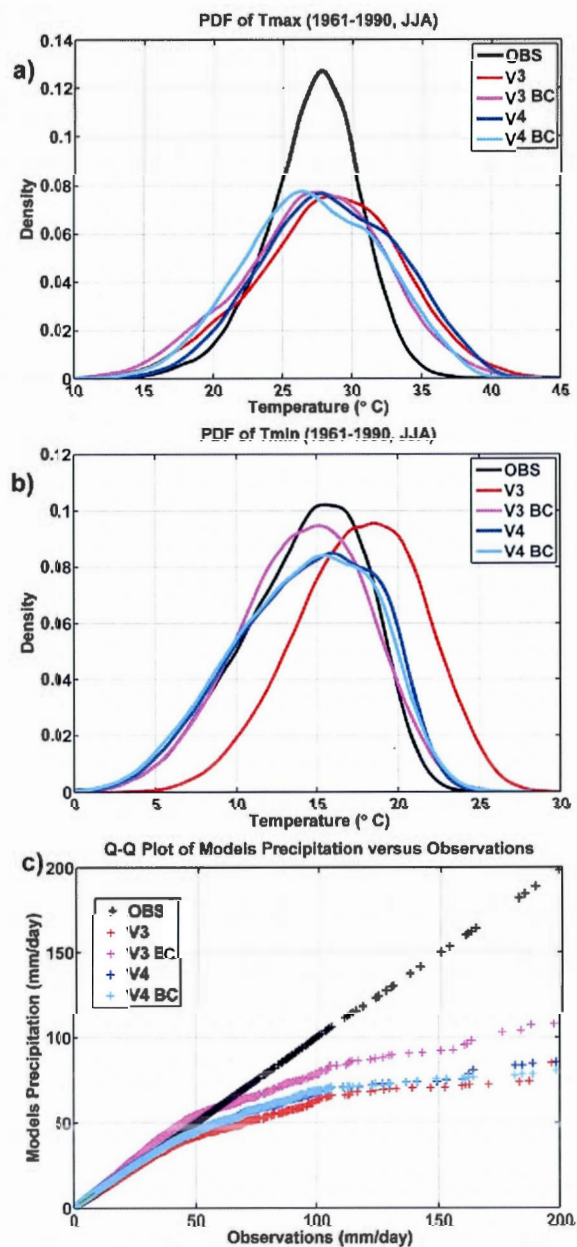 PDF of Tmax (1961-1990, JJA)
a)
0.14
0.12
0.1
0.08
0.06
0.04
0.02
0
Density
OBS
V3
V3 BC
V4
V4 BC
10
15
20
25
30
35
40
45
Temperature (° C)
PDF of Tmin (1961-1990, JJA)
b)
0.12
0.1
0.08
0.06
0.04
0.02
0
Density
OBS
V3
V3 BC
V4
V4 BC
0
5
10
15
20
25
30
Temperature (° C)
Q-Q Plot of Models Precipitation versus Observations
c)
200
150
100
50
0
Models Precipitation (mm/day)
OBS
V3
V3 BC
V4
V4 BC
0
50
100
150
200
Observations (mm/day)